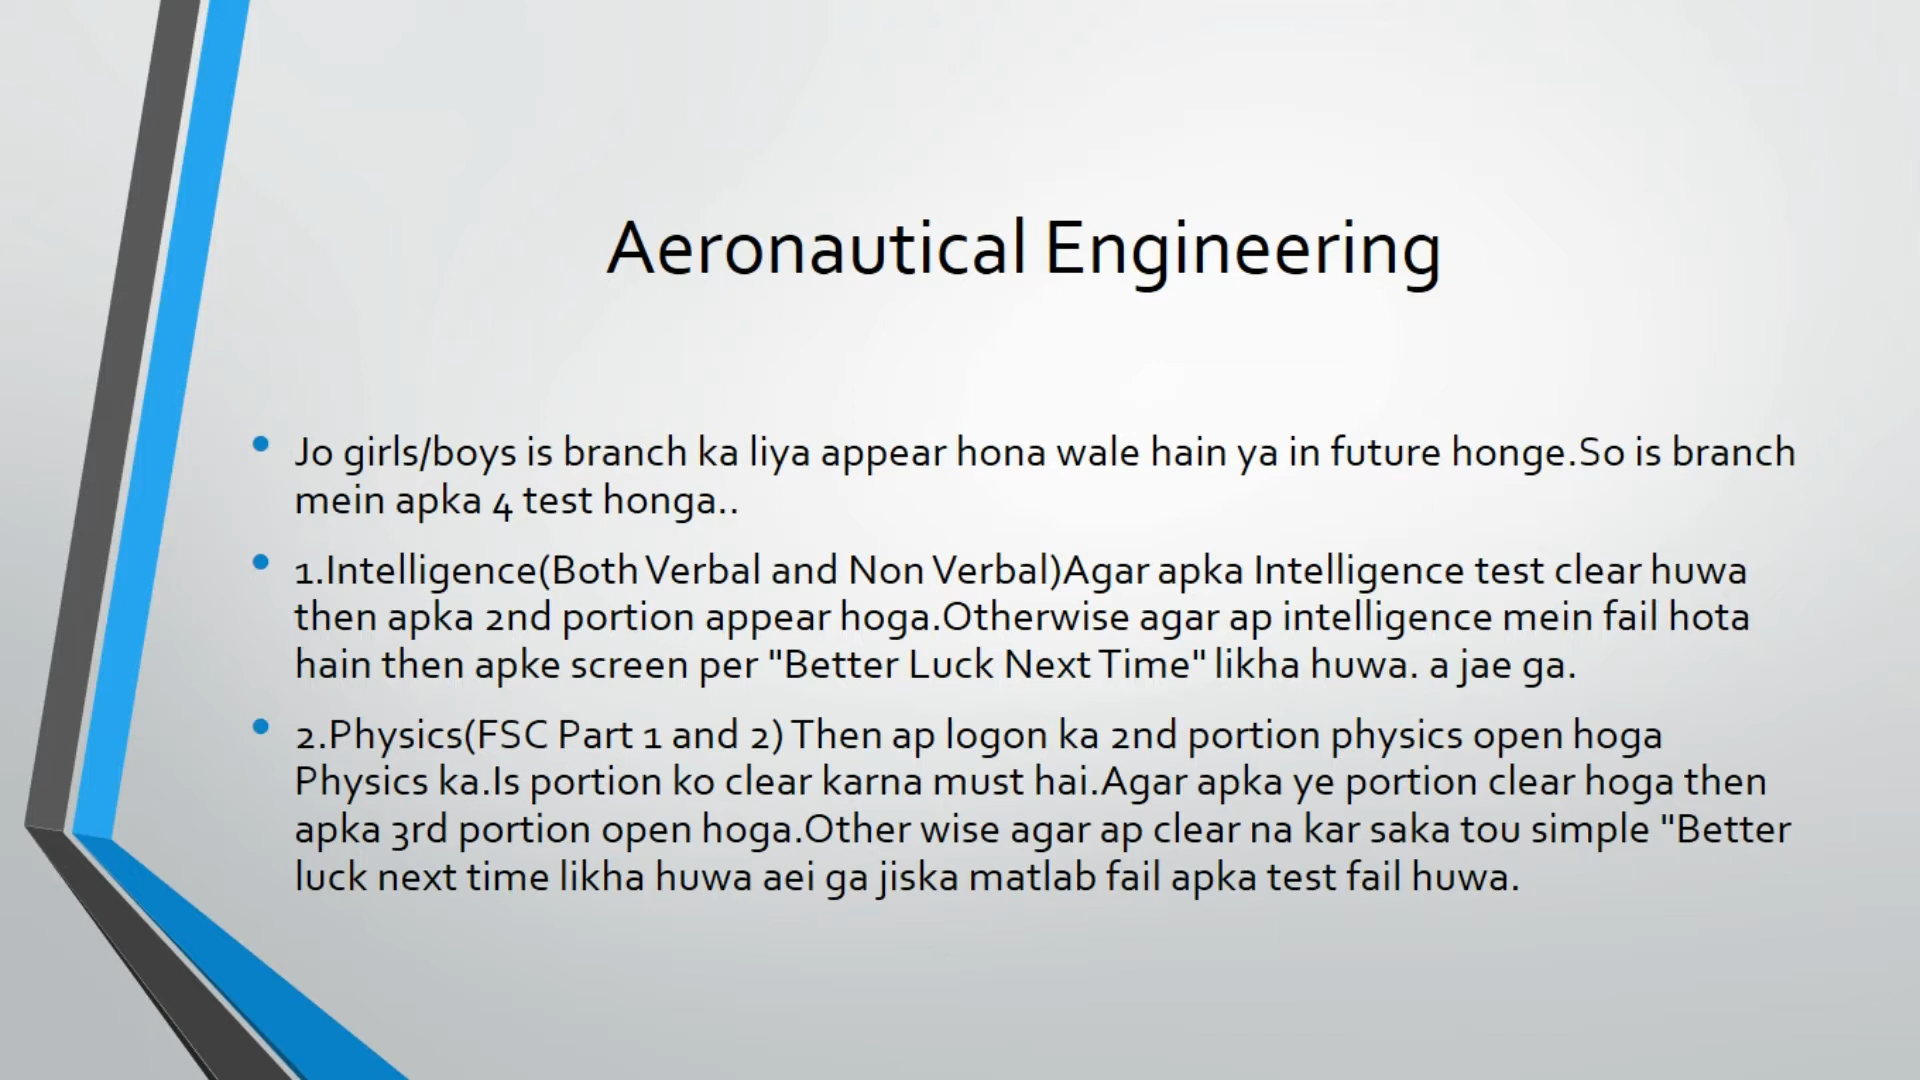 Aeronautical Engineering
Jo girls/boys is branch ka liya appear hona wale hain ya in future honge.So is branch
mein apka 4 test honga..
1.Intelligence(Both Verbal and Non Verbal)Agar apka Intelligence test clear huwa
then apka 2nd portion appear hoga.Otherwise agar ap intelligence mein fail hota
hain then apke screen per "Better Luck Next Time" likha huwa. a jae ga.
2.Physics(FSC Part 1 and 2) Then ap logon ka 2nd portion physics open hoga
Physics ka.Is portion ko clear karna must hai.Agar apka ye portion clear hoga then
apka 3rd portion open hoga.Other wise agar ap clear na kar saka tou simple "Better
luck next time likha huwa aei ga jiska matlab fail apka test fail huwa.